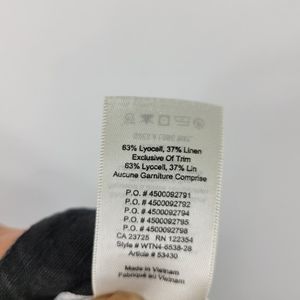 63% Lyocell, 37% Linen
Exclusive Of Trim
63% Lyocell, 37% Lin
Aucune Garniture Comprise
P.O. # 4500092791
P.O. # 4500092792
P.O. # 4500092794
P.O. # 4500092795
P.O. # 4500092798
CA 23725 RN 122354
Style # WTN4-6538-28
Article # 53430
Made in Vietnam
Fabriqué au Vietnam